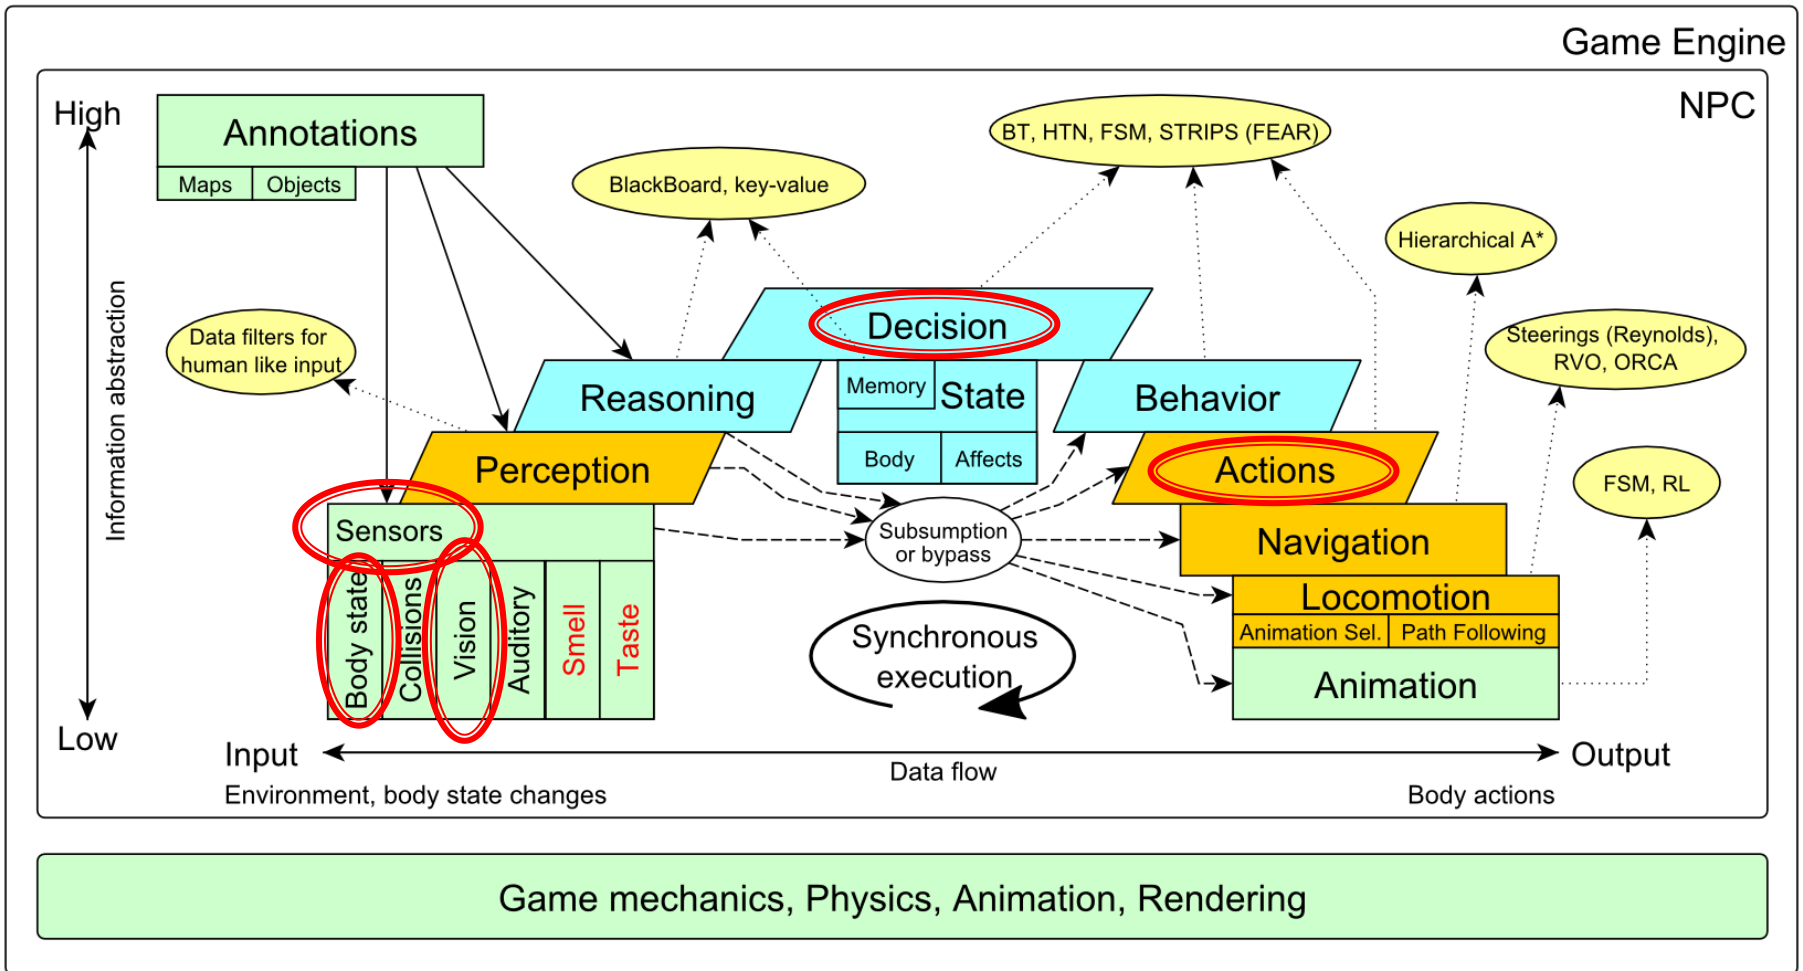 Game Engine
NPC
High
Annotations
Maps
Objects
BlackBoard, key-value
BT, HTN, FSM, STRIPS (FEAR)
Hierarchical A*
Information abstraction
Data filters for
human like input
Decision
Steerings (Reynolds),
RVO, ORCA
Reasoning
Memory
State
Behavior
Perception
Body
Affects
Actions
FSM, RL
Sensors
Subsumption
or bypass
Navigation
Body state
Collisions
Vision
Auditory
Smell
Taste
Locomotion
Animation Sel.
Path Following
Synchronous
execution
Animation
Low
Input
Data flow
Output
Environment, body state changes
Body actions
Game mechanics, Physics, Animation, Rendering